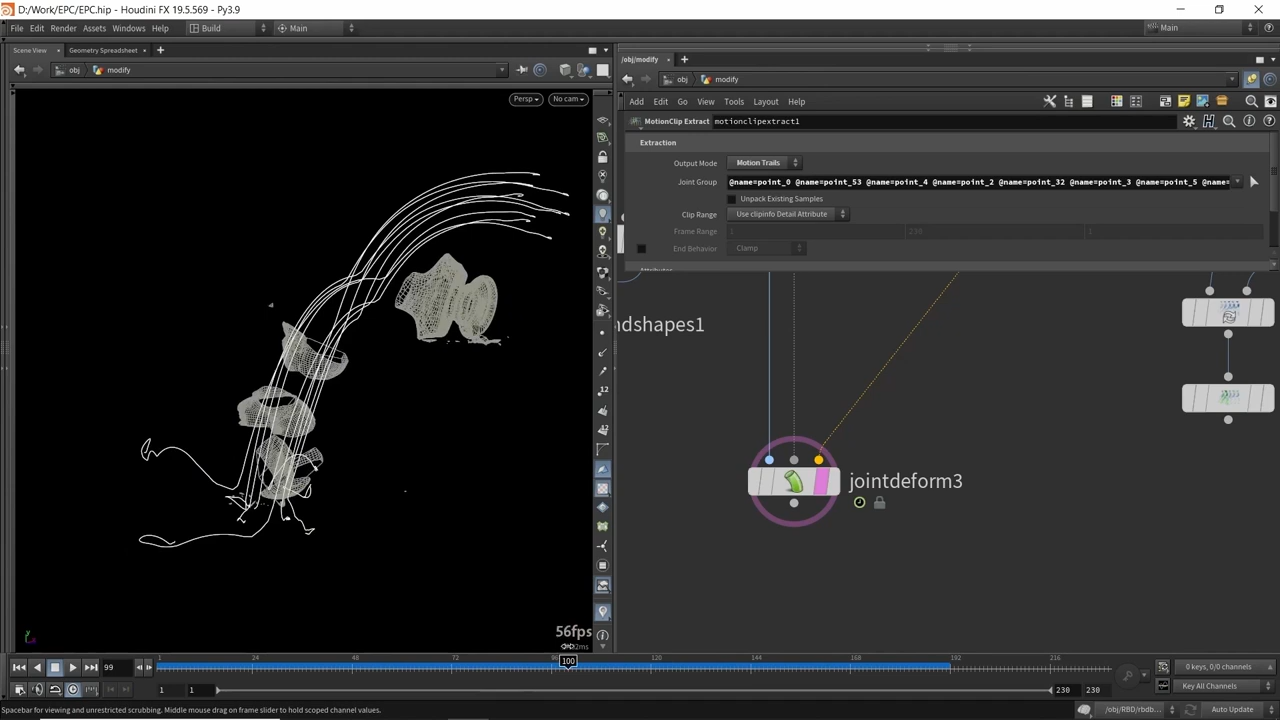 D:/Work/EPC/EPC.hip - Houdini FX 19.5.569 - Py3.9
File Edit Render Assets Windows Help Build Main Main
Scene View Geometry Spreadsheet
obj modify
Persp No cam
56fps
/obj/modify
obj modify
Add Edit Go View Tools Layout Help
MotionClip Extract motionclipextract1
Extraction
Output Mode Motion Trails
Joint Group @name=point_0 @name=point_53 @name=point_4 @name=point_2 @name=point_32 @name=point_3 @name=point_5 @name=
Unpack Existing Samples
Clip Range Use clipinfo Detail Attribute
Frame Range 1 230 1
End Behavior Clamp
ndshapes1
jointdeform3
99
1 24 48 72 100 120 144 168 192 216
0 keys, 0/0 channels
1 1 230 230
Key All Channels
Spacebar for viewing and unrestricted scrubbing. Middle mouse drag on frame slider to hold scoped channel values.
/obj/RBD/rbdb... Auto Update